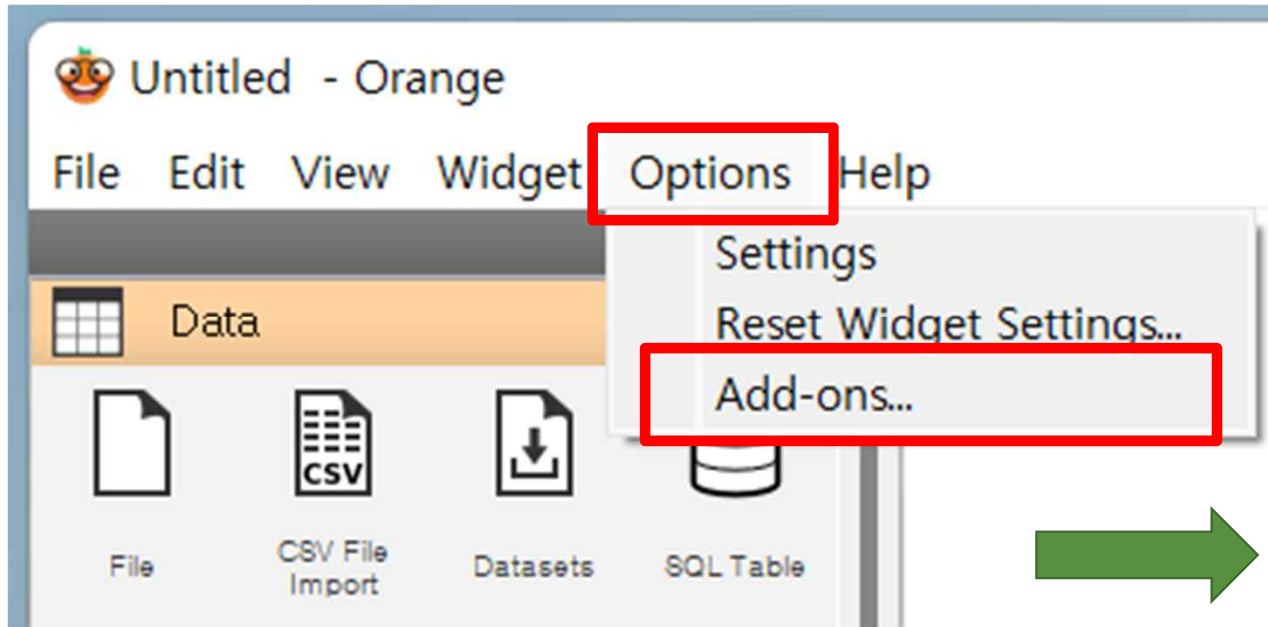 Untitled - Orange
File Edit View Widget Options Help
Settings
Reset Widget Settings...
Add-ons...
Data
CSV
File
CSV File
Import
Datasets
SQL Table